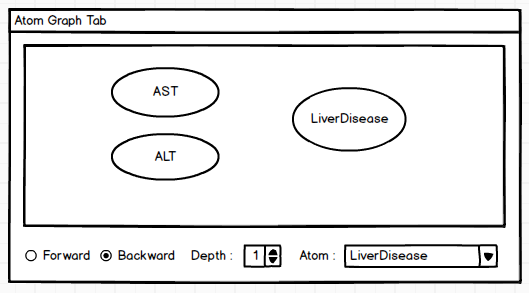 Atom Graph Tab
AST
LiverDisease
ALT
Forward Backward Depth : 1 Atom : LiverDisease